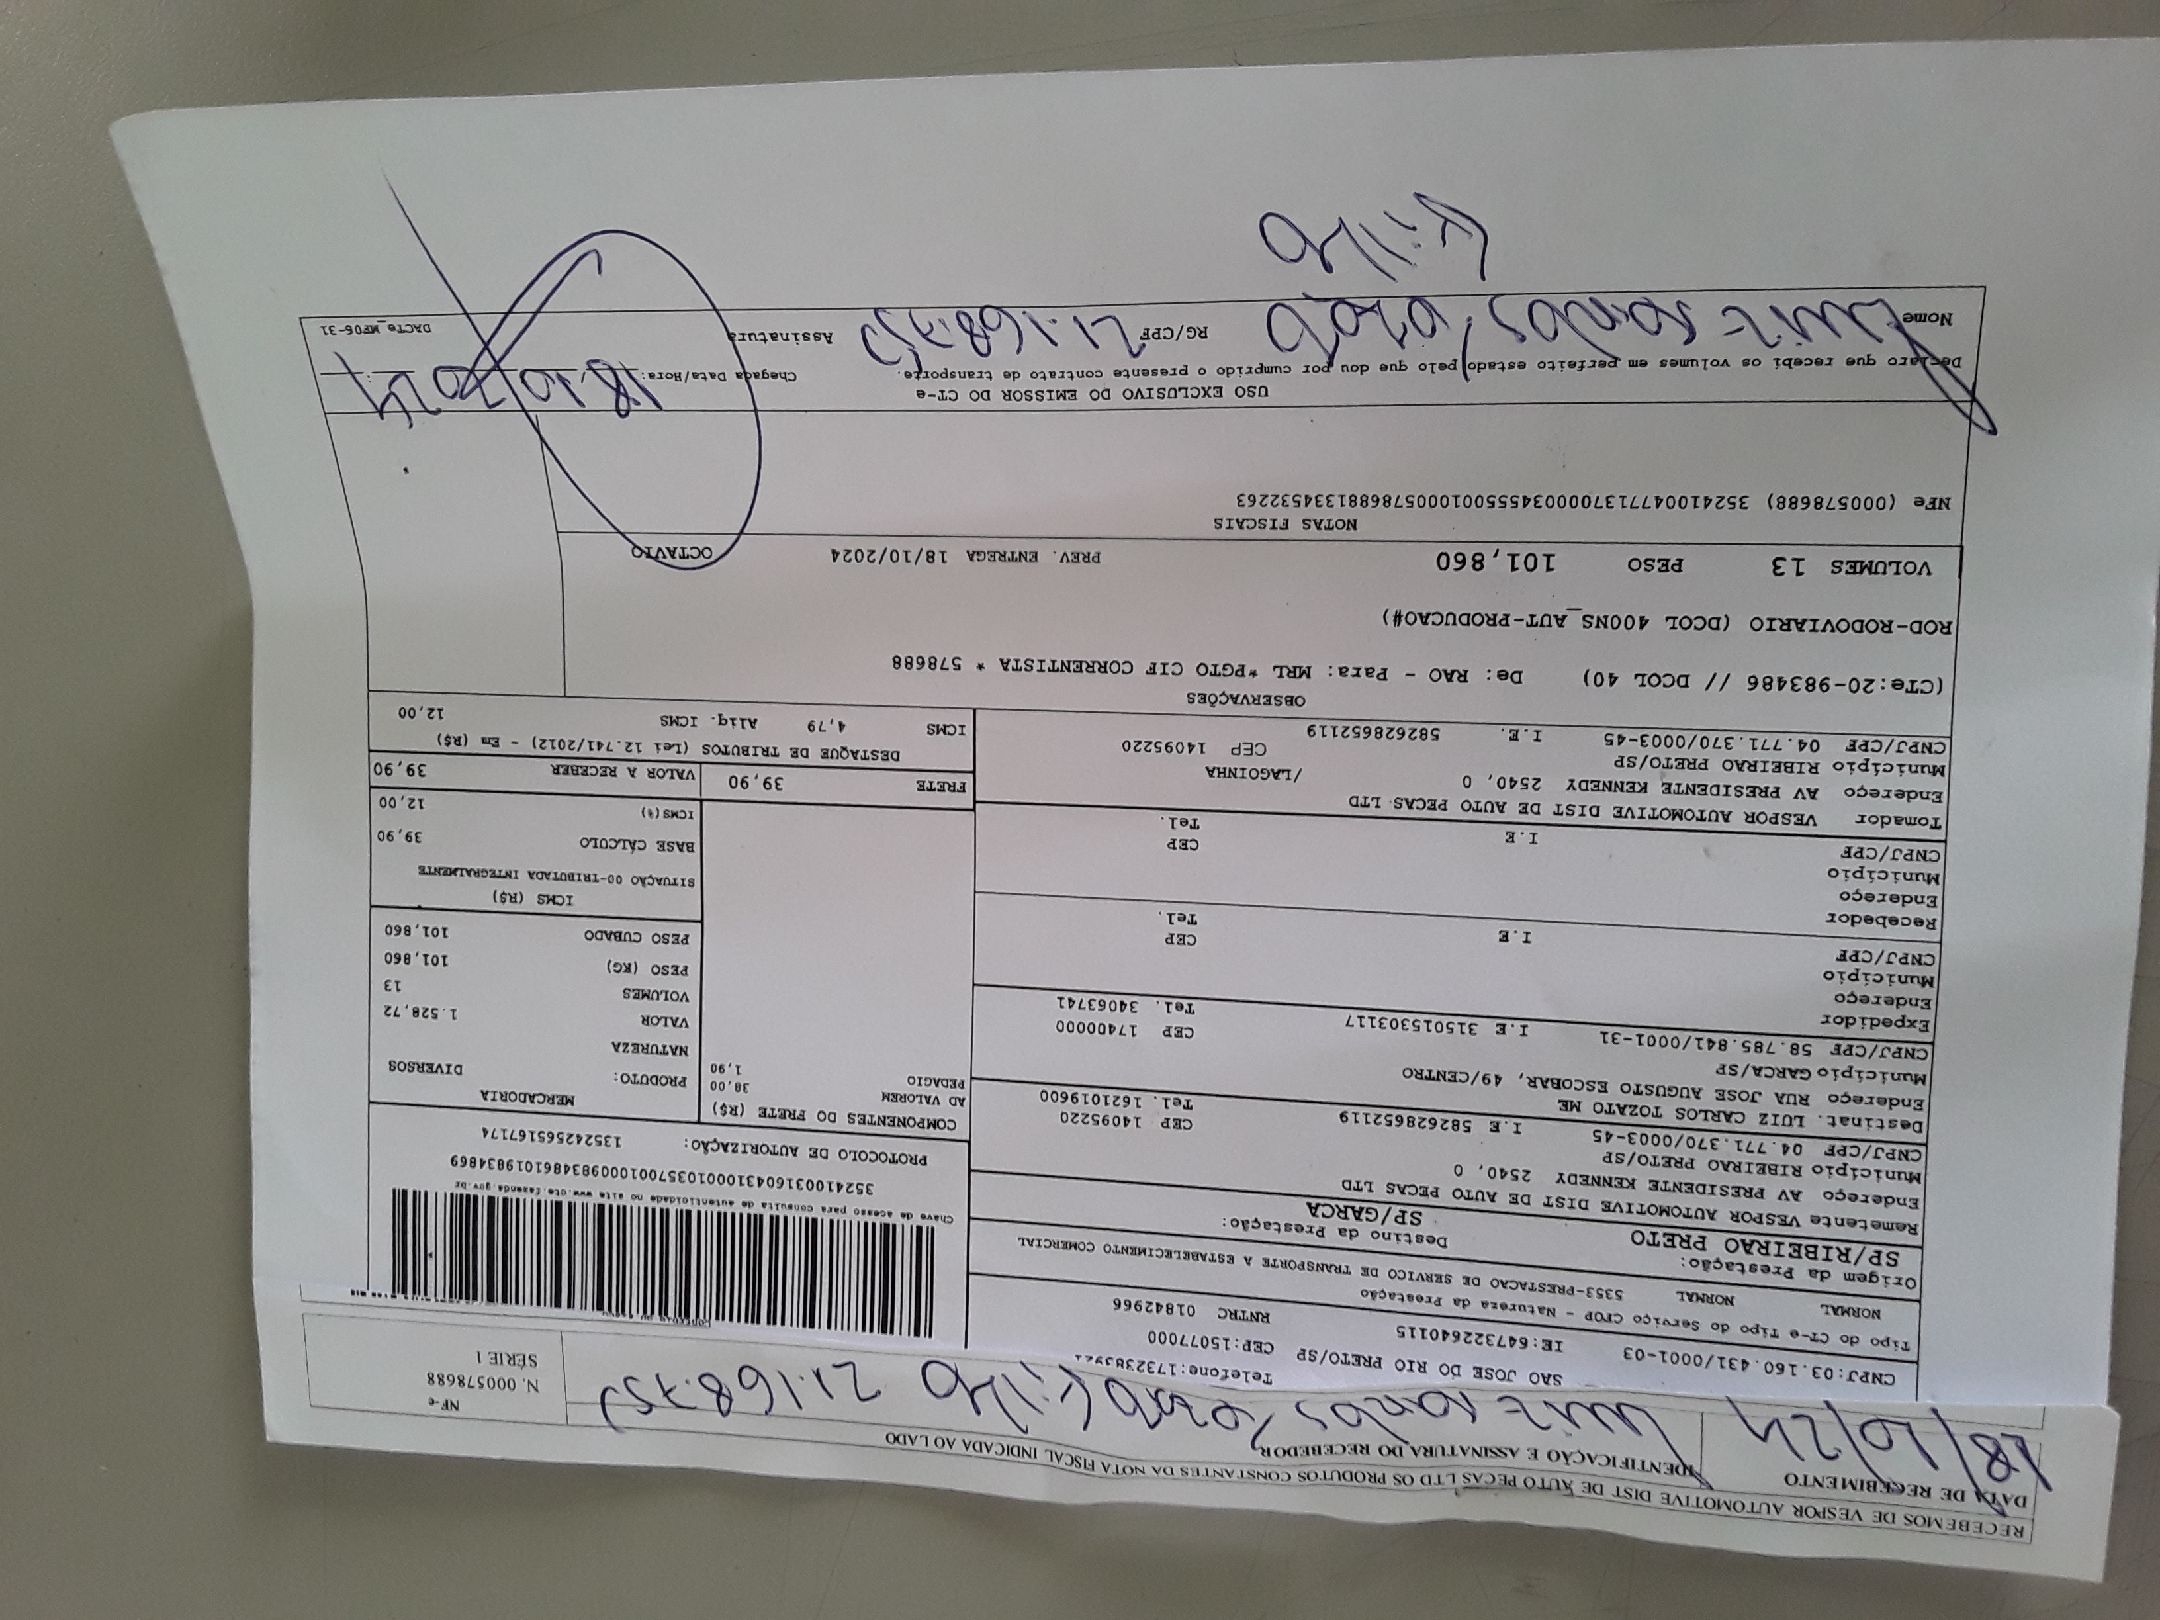 RECEBEMOS DE VESPOR AUTOMOTIVE DIST DE AUTO PECAS LTD OS PRODUTOS CONSTANTES DA NOTA FISCAL INDICADA AO LADO
DATA DE RECEBIMENTO
IDENTIFICAÇÃO E ASSINATURA DO RECEBEDOR
18/10/24
Luiz 21.168.757
NF-e
N. 000578688
SÉRIE 1
SAO JOSE DO RIO PRETO/SP CEP:15077000
CNPJ:03.160.431/0001-03 IE:647322640115 RNTRC 01842966
Tipo do CT-e Tipo do Serviço CFOP - Natureza da Prestação
NORMAL NORMAL 5353-PRESTACAO DE SERVICO DE TRANSPORTE A ESTABELECIMENTO COMERCIAL
Origem da Prestação: Destino da Prestação:
SP/RIBEIRAO PRETO SP/GARCA
Remetente VESPOR AUTOMOTIVE DIST DE AUTO PECAS LTD
Endereço AV PRESIDENTE KENNEDY 2540, 0
Município RIBEIRAO PRETO/SP CEP 14095220
CNPJ/CPF 04.771.370/0003-45 I.E 582628652119 Tel. 1621019600
Destinat. LUIZ CARLOS TOZATO ME
Endereço RUA JOSE AUGUSTO ESCOBAR, 49/CENTRO
Município GARCA/SP CEP 17400000
CNPJ/CPF 58.785.841/0001-31 I.E 315015303117 Tel. 34063741
Expedidor
Endereço
Município CEP
CNPJ/CPF I.E Tel.
Recebedor
Endereço
Município CEP
CNPJ/CPF I.E Tel.
Tomador VESPOR AUTOMOTIVE DIST DE AUTO PECAS LTD
Endereço AV PRESIDENTE KENNEDY 2540, 0 /LAGOINHA
Município RIBEIRAO PRETO/SP CEP 14095220
CNPJ/CPF 04.771.370/0003-45 I.E. 582628652119
Chave de acesso para consulta de autenticidade no site www.cte.fazenda.gov.br
35241003160431000103570010009834861019834869
PROTOCOLO DE AUTORIZAÇÃO: 135242565167174
COMPONENTES DO FRETE (R$)
AD VALOREM 38,00
PEDAGIO 1,90
MERCADORIA
PRODUTO: DIVERSOS
NATUREZA
VALOR 1.528,72
VOLUMES 13
PESO (KG) 101,860
PESO CUBADO 101,860
ICMS (R$)
SITUAÇÃO 00-TRIBUTADA INTEGRALMENTE
BASE CÁLCULO 39,90
ICMS(%) 12,00
FRETE 39,90 VALOR A RECEBER 39,90
DESTAQUE DE TRIBUTOS (Lei 12.741/2012) - Em (R$)
ICMS 4,79 Aliq. ICMS 12,00
OBSERVAÇÕES
(CTe:20-983486 // DCOL 40) De: RAO - Para: MRL *PGTO CIF CORRENTISTA * 578688
ROD-RODOVIARIO (DCOL 400NS_AUT-PRODUCAO#)
VOLUMES 13 PESO 101,860 PREV. ENTREGA 18/10/2024 OCTAVIO
NOTAS FISCAIS
NFe (000578688) 35241004771370000345550010005786881334532263
USO EXCLUSIVO DO EMISSOR DO CT-e
Declaro que recebi os volumes em perfeito estado pelo que dou por cumprido o presente contrato de transporte.
Chegada Data/Hora: 18.10.2024
Nome Luiz RG/CPF 21.168.757 Assinatura
DACTe_MF06-31